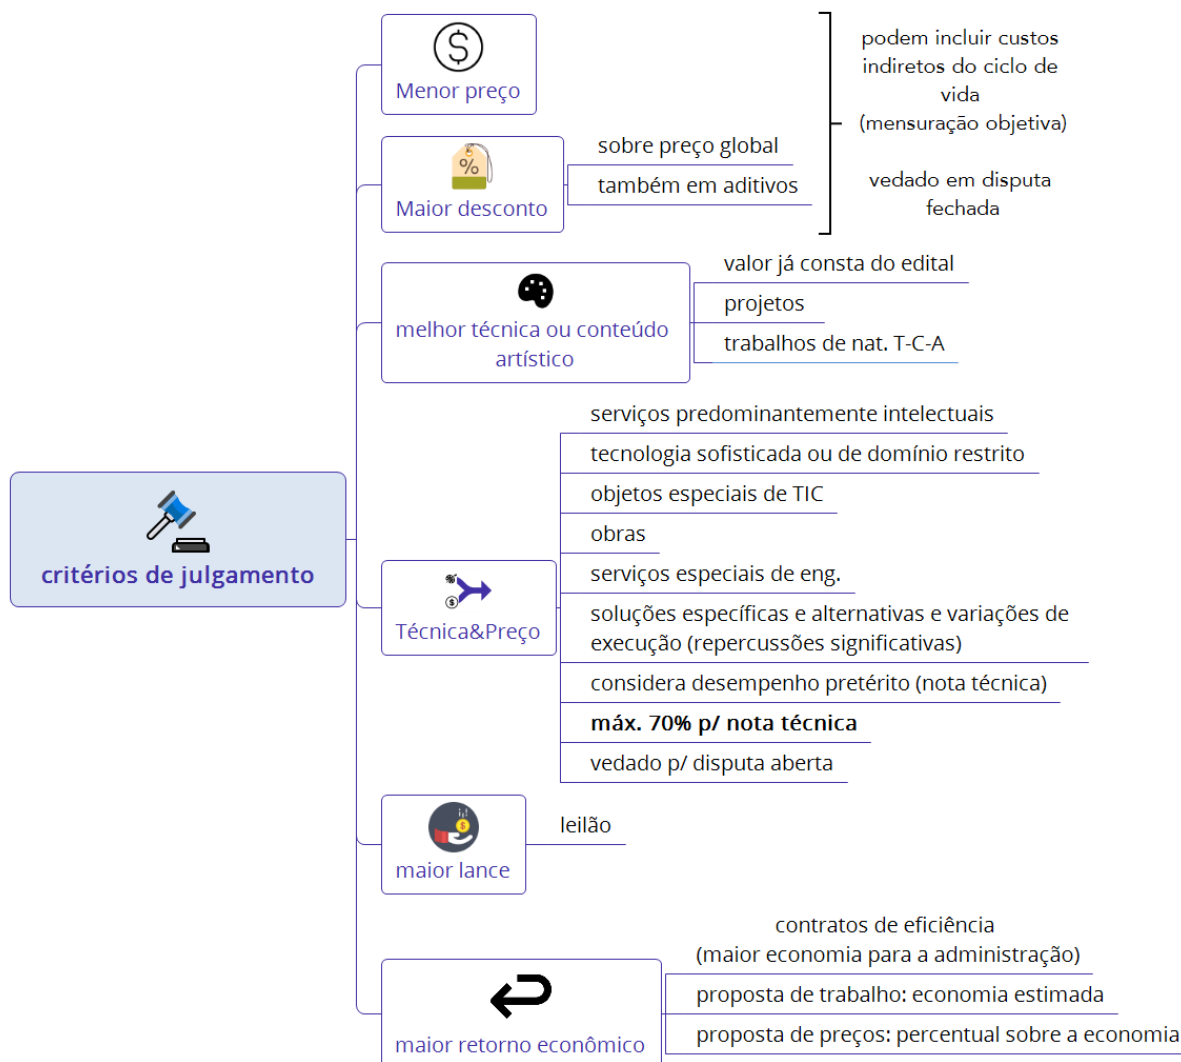 critérios de julgamento
$
Menor preço
%
Maior desconto
sobre preço global
também em aditivos
podem incluir custos
indiretos do ciclo de
vida
(mensuração objetiva)
vedado em disputa
fechada
melhor técnica ou conteúdo
artístico
valor já consta do edital
projetos
trabalhos de nat. T-C-A
$
Técnica&Preço
serviços predominantemente intelectuais
tecnologia sofisticada ou de domínio restrito
objetos especiais de TIC
obras
serviços especiais de eng.
soluções específicas e alternativas e variações de
execução (repercussões significativas)
considera desempenho pretérito (nota técnica)
máx. 70% p/ nota técnica
vedado p/ disputa aberta
$
maior lance
leilão
maior retorno econômico
contratos de eficiência
(maior economia para a administração)
proposta de trabalho: economia estimada
proposta de preços: percentual sobre a economia